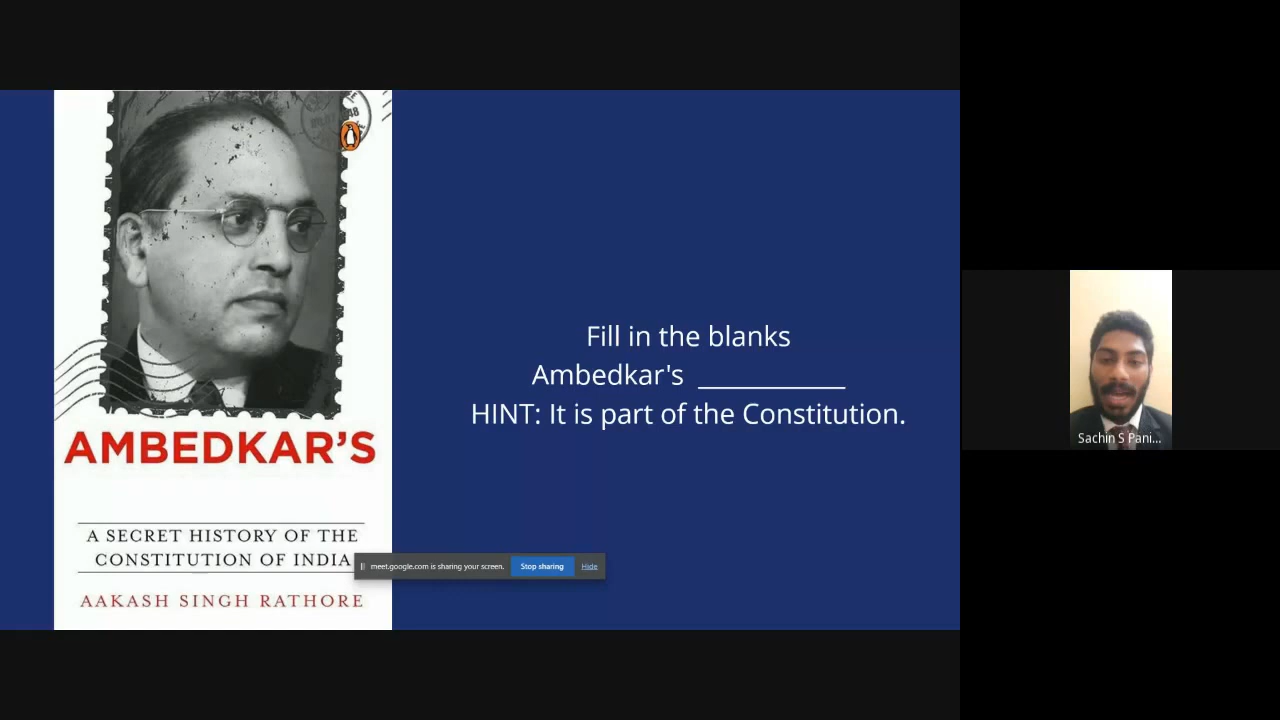 AMBEDKAR'S
A SECRET HISTORY OF THE
CONSTITUTION OF INDIA
AAKASH SINGH RATHORE
Fill in the blanks
Ambedkar's ___________
HINT: It is part of the Constitution.
meet.google.com is sharing your screen.
Stop sharing
Hide
Sachin S Pani...